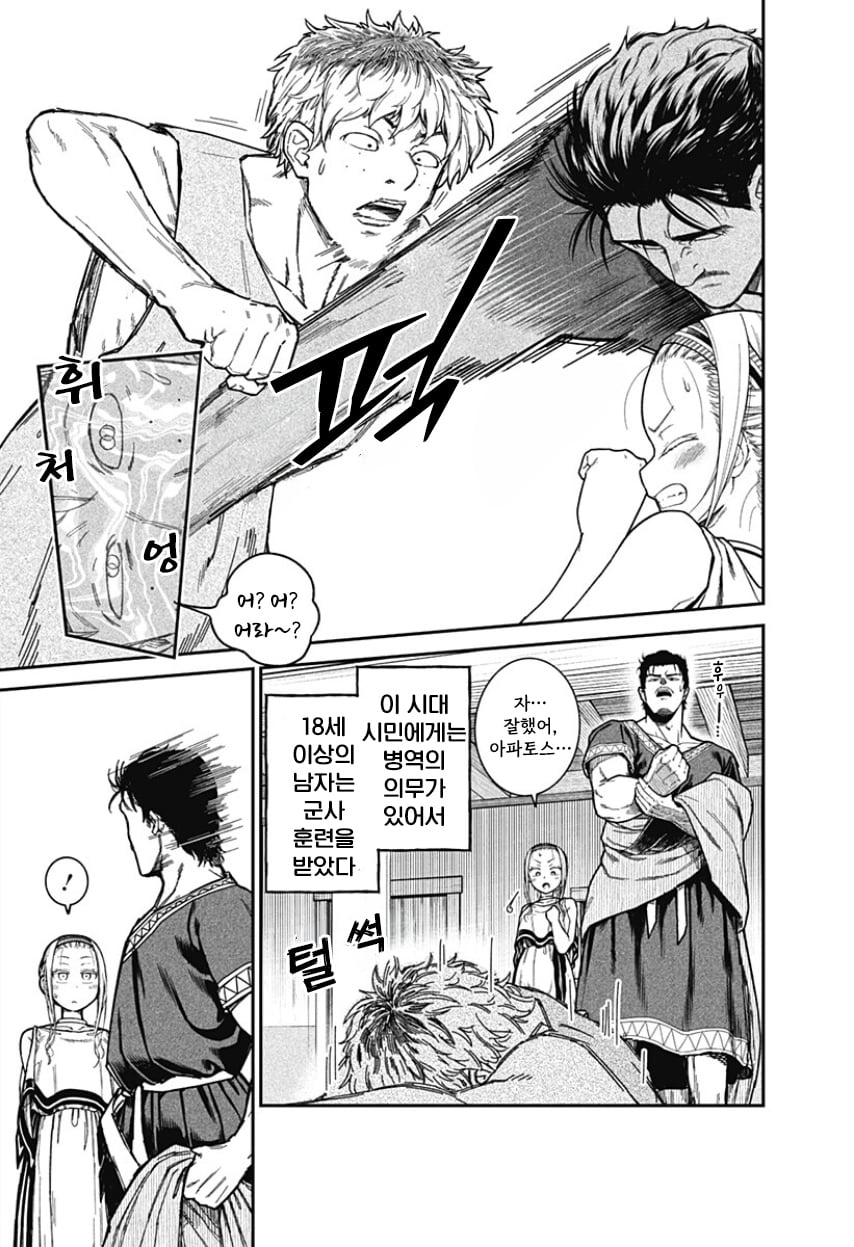 퍽
휘
처
엉
어? 어?
어라~?
후우ー…
자…
잘했어,
아파토스…
이 시대
시민에게는
병역의
의무가
있어서
18세
이상의
남자는
군사
훈련을
받았다
털
썩
!